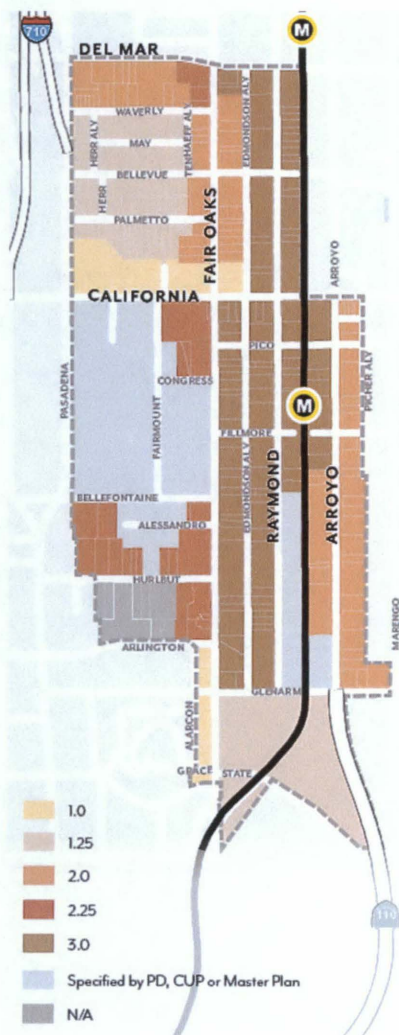 710
DEL MAR
M
WAVERLY
HERR ALY
MAY
TENHAEFF ALY
EDMONDSON ALY
BELLEVUE
HERR
PALMETTO
FAIR OAKS
CALIFORNIA
ARROYO
PICO
PASADENA
CONGRESS
PICHER ALY
FAIRMOUNT
M
FILLMORE
BELLEFONTAINE
EDMONDSON ALY
RAYMOND
ARROYO
ALESSANDRO
HURLBUT
ARLINGTON
MARENGO
GLENARM
ALARCON
GRACE
STATE
1.0
1.25
2.0
2.25
3.0
110
Specified by PD, CUP or Master Plan
N/A